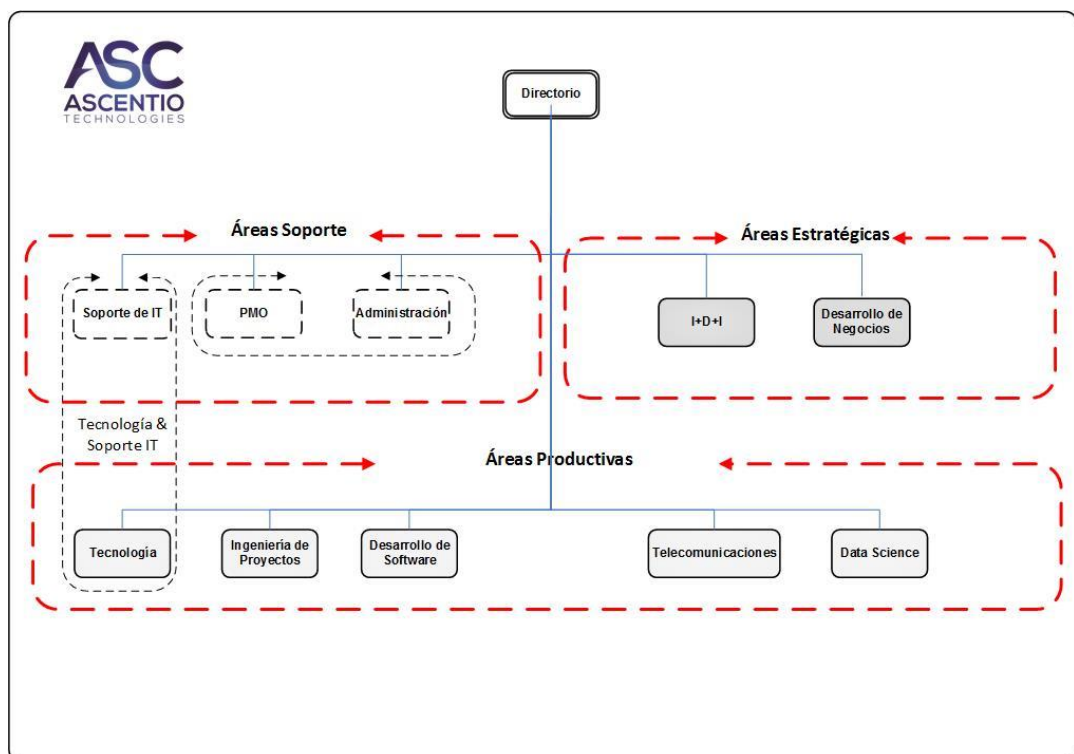 ASC
ASCENTIO
TECHNOLOGIES
Directorio
Áreas Soporte
Áreas Estratégicas
Soporte de IT
PMO
Administración
I+D+I
Desarrollo de
Negocios
Tecnología &
Soporte IT
Áreas Productivas
Tecnología
Ingeniería de
Proyectos
Desarrollo de
Software
Telecomunicaciones
Data Science